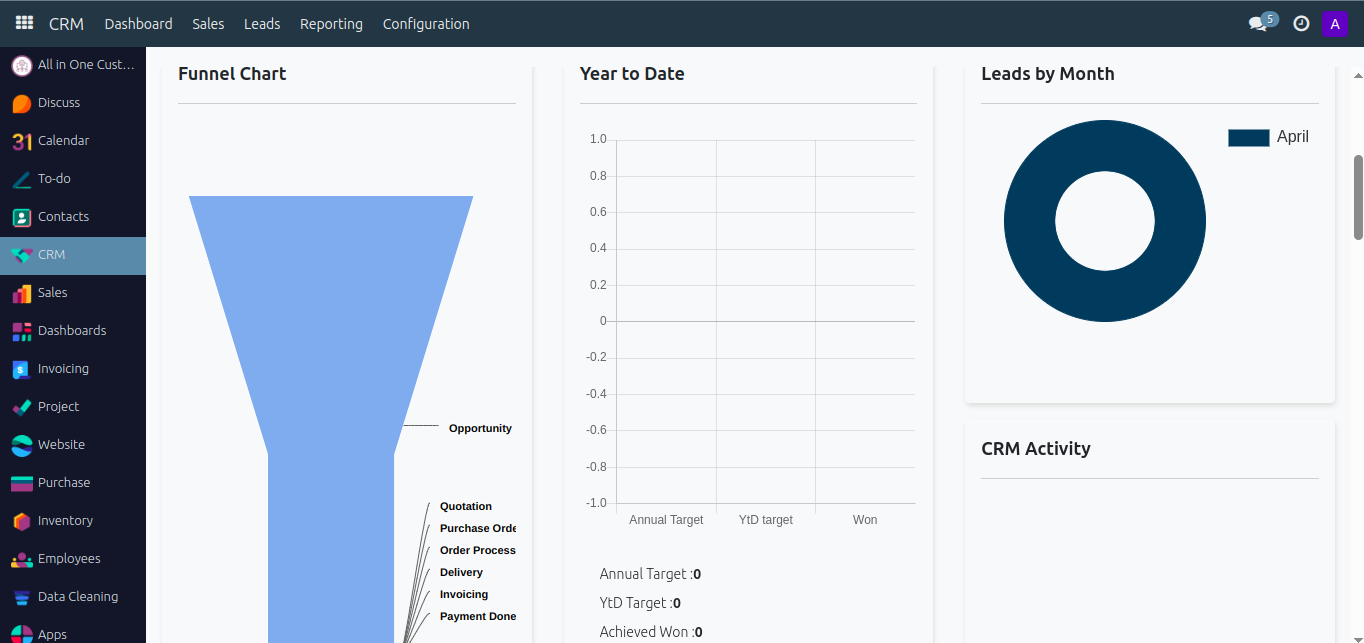 CRM Dashboard Sales Leads Reporting Configuration 5 A
All in One Cust...
Discuss
31 Calendar
To-do
Contacts
CRM
Sales
Dashboards
$ Invoicing
Project
Website
Purchase
Inventory
Employees
Data Cleaning
Apps
Funnel Chart
Opportunity
Quotation
Purchase Orde
Order Process
Delivery
Invoicing
Payment Done
Year to Date
1.0
0.8
0.6
0.4
0.2
0
-0.2
-0.4
-0.6
-0.8
-1.0
Annual Target YtD target Won
Annual Target :0
YtD Target :0
Achieved Won :0
Leads by Month
April
CRM Activity